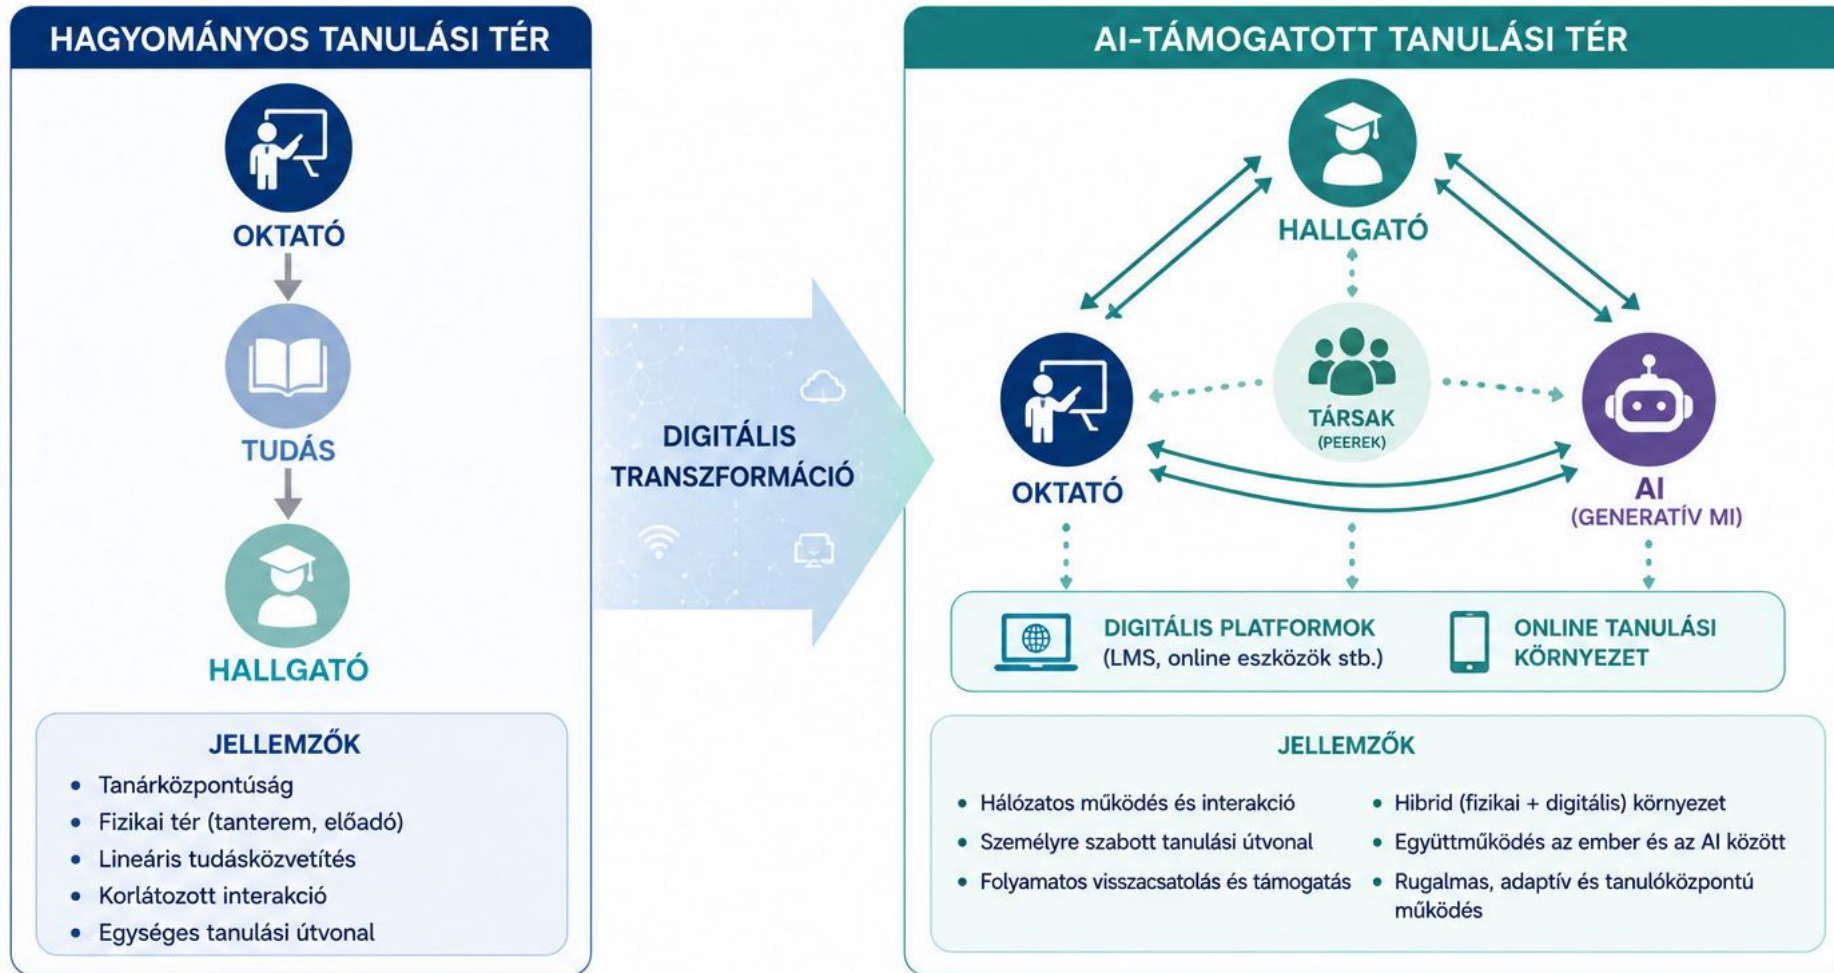 HAGYOMÁNYOS TANULÁSI TÉR
OKTATÓ
TUDÁS
HALLGATÓ
JELLEMZŐK
• Tanárközpontúság
• Fizikai tér (tanterem, előadó)
• Lineáris tudásközvetítés
• Korlátozott interakció
• Egységes tanulási útvonal
DIGITÁLIS
TRANSZFORMÁCIÓ
AI-TÁMOGATOTT TANULÁSI TÉR
HALLGATÓ
OKTATÓ
TÁRSAK
(PEEREK)
AI
(GENERATÍV MI)
DIGITÁLIS PLATFORMOK
(LMS, online eszközök stb.)
ONLINE TANULÁSI
KÖRNYEZET
JELLEMZŐK
• Hálózatos működés és interakció
• Személyre szabott tanulási útvonal
• Folyamatos visszacsatolás és támogatás
• Hibrid (fizikai + digitális) környezet
• Együttműködés az ember és az AI között
• Rugalmas, adaptív és tanulóközpontú
működés